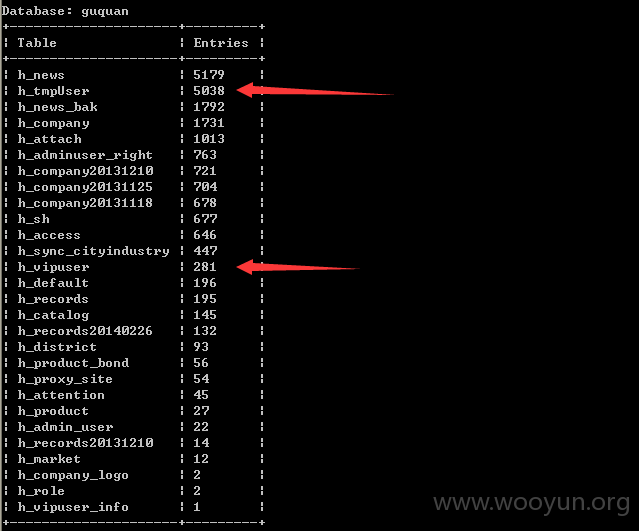 Database: guquan
+---------------------+---------+
| Table | Entries |
+---------------------+---------+
| h_news | 5179 |
| h_tmpUser | 5038 |
| h_news_bak | 1792 |
| h_company | 1731 |
| h_attach | 1013 |
| h_adminuser_right | 763 |
| h_company20131210 | 721 |
| h_company20131125 | 704 |
| h_company20131118 | 678 |
| h_sh | 677 |
| h_access | 646 |
| h_sync_cityindustry | 447 |
| h_vipuser | 281 |
| h_default | 196 |
| h_records | 195 |
| h_catalog | 145 |
| h_records20140226 | 132 |
| h_district | 93 |
| h_product_bond | 56 |
| h_proxy_site | 54 |
| h_attention | 45 |
| h_product | 27 |
| h_admin_user | 22 |
| h_records20131210 | 14 |
| h_market | 12 |
| h_company_logo | 2 |
| h_role | 2 |
| h_vipuser_info | 1 |
+---------------------+---------+
www.wooyun.org